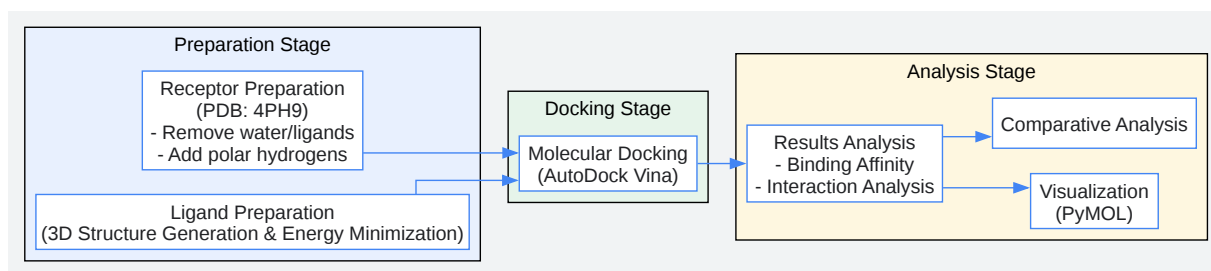 Preparation Stage
Receptor Preparation
(PDB: 4PH9)
- Remove water/ligands
- Add polar hydrogens
Ligand Preparation
(3D Structure Generation & Energy Minimization)
Docking Stage
Molecular Docking
(AutoDock Vina)
Analysis Stage
Results Analysis
- Binding Affinity
- Interaction Analysis
Comparative Analysis
Visualization
(PyMOL)